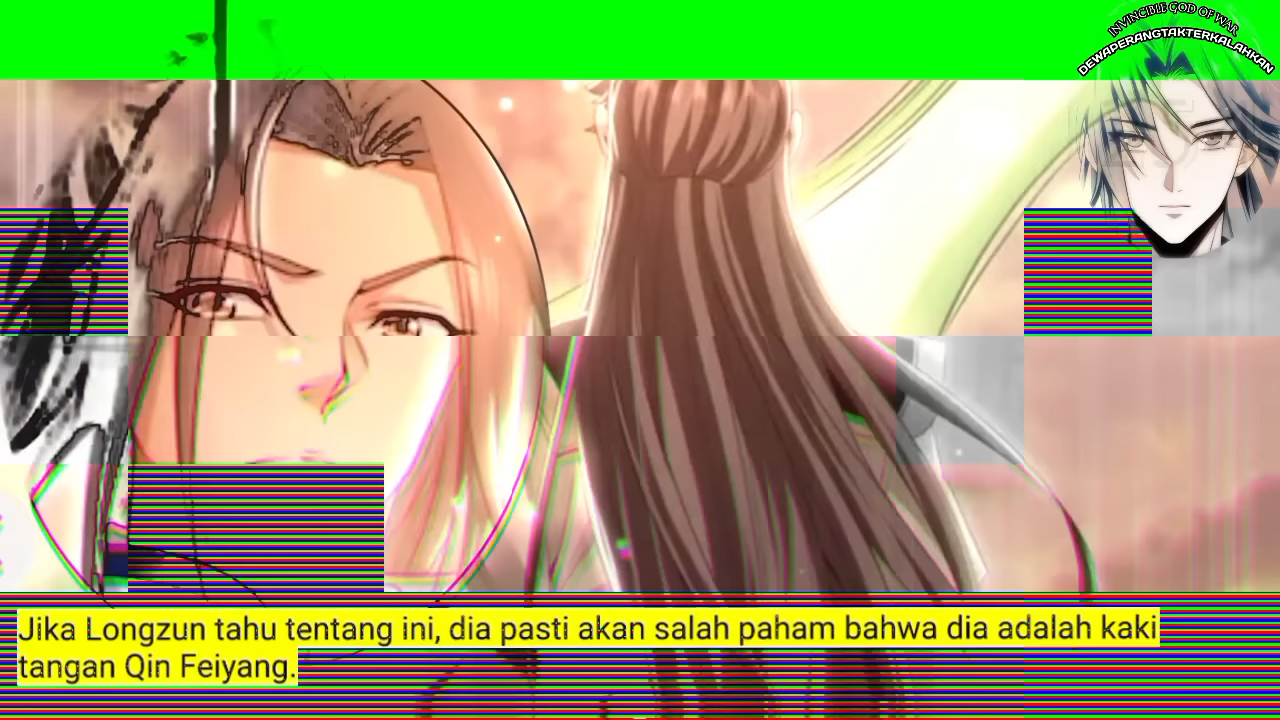 INVINCIBLE GOD OF WAR
DEWAPERANGTAKTERKALAHKAN
Jika Longzun tahu tentang ini, dia pasti akan salah paham bahwa dia adalah kaki
tangan Qin Feiyang.